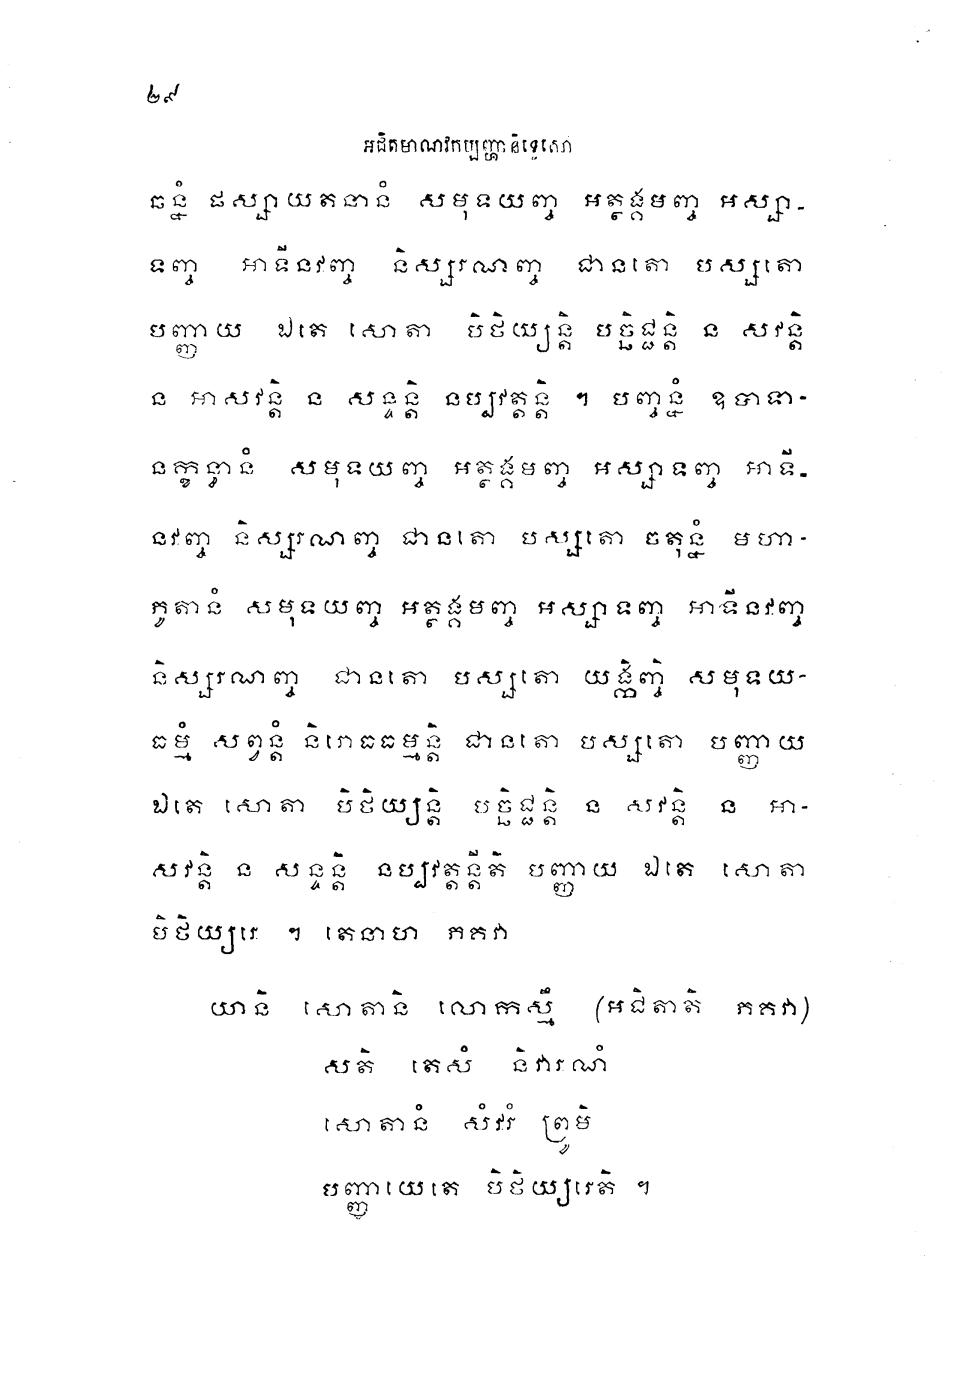 ២៩
អជិតមាណវកប្បញ្ហានិទ្ទេសោ
ឆន្នំ ផស្សាយតនានំ សមុទយញ្ច អត្ថង្គមញ្ច អស្សា-
ទញ្ច អាទីនវញ្ច និស្សរណញ្ច ជានតោ បស្សតោ
បញ្ញាយ ឯតេ សោតា បិថិយ្យន្តិ បច្ឆិជ្ជន្តិ ន សវន្តិ
ន អាសវន្តិ ន សន្ទន្តិ នប្បវត្តន្តិ ។ បញ្ចន្នំ ឧបាទា-
នក្ខន្ធានំ សមុទយញ្ច អត្ថង្គមញ្ច អស្សាទញ្ច អាទី-
នវញ្ច និស្សរណញ្ច ជានតោ បស្សតោ ចតុន្នំ មហា-
ភូតានំ សមុទយញ្ច អត្ថង្គមញ្ច អស្សាទញ្ច អាទីនវញ្ច
និស្សរណញ្ច ជានតោ បស្សតោ យង្កិញ្ចិ សមុទយ-
ធម្មំ សព្វន្តំ និរោធធម្មន្តិ ជានតោ បស្សតោ បញ្ញាយ
ឯតេ សោតា បិថិយ្យន្តិ បច្ឆិជ្ជន្តិ ន សវន្តិ ន អា-
សវន្តិ ន សន្ទន្តិ នប្បវត្តន្តីតិ បញ្ញាយ ឯតេ សោតា
បិថិយ្យរេ ។ តេនាហ ភគវា
យានិ សោតានិ លោកស្មឹ (អជិតាតិ ភគវា)
សតិ តេសំ និវារណំ
សោតានំ សំវរំ ព្រូមិ
បញ្ញាយេតេ បិថិយ្យរេតិ ។